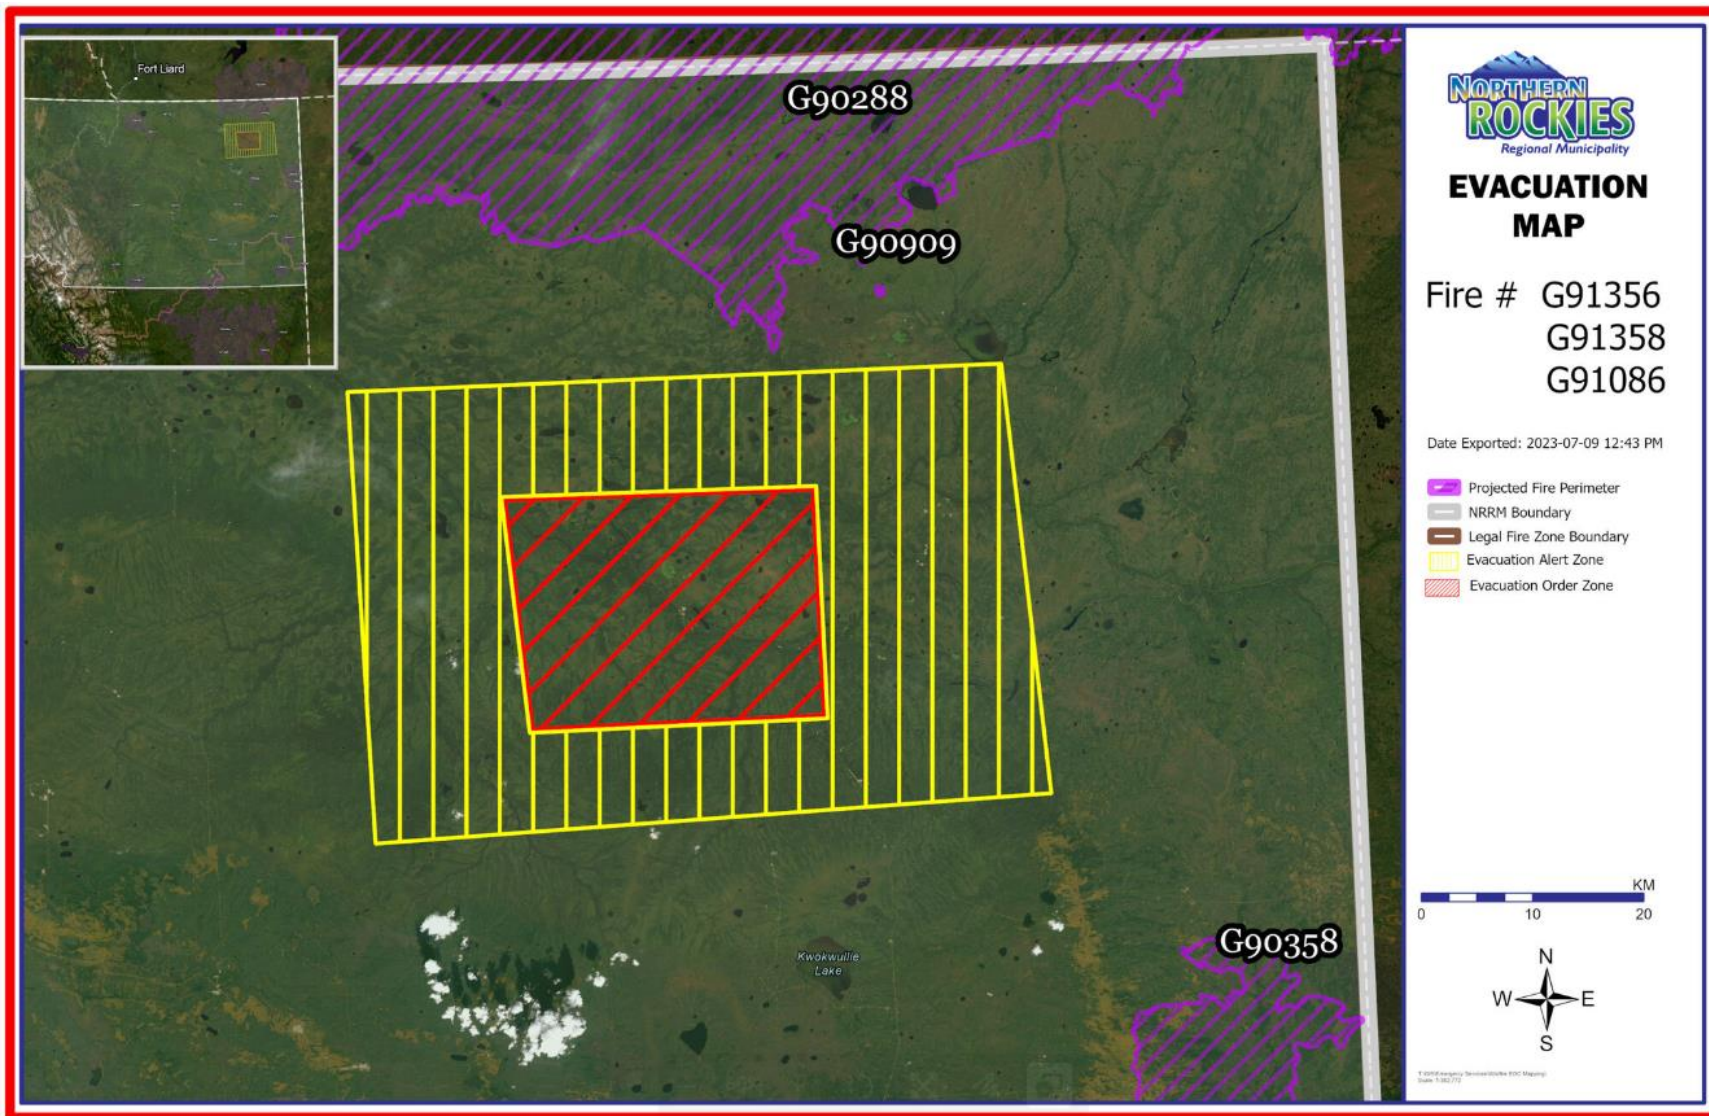 Fort Liard
G90288
G90909
G90358
Kwokwullie
Lake
NORTHERN
ROCKIES
Regional Municipality
EVACUATION
MAP
Fire # G91356
G91358
G91086
Date Exported: 2023-07-09 12:43 PM
Projected Fire Perimeter
NRRM Boundary
Legal Fire Zone Boundary
Evacuation Alert Zone
Evacuation Order Zone
KM
0 10 20
N
W E
S